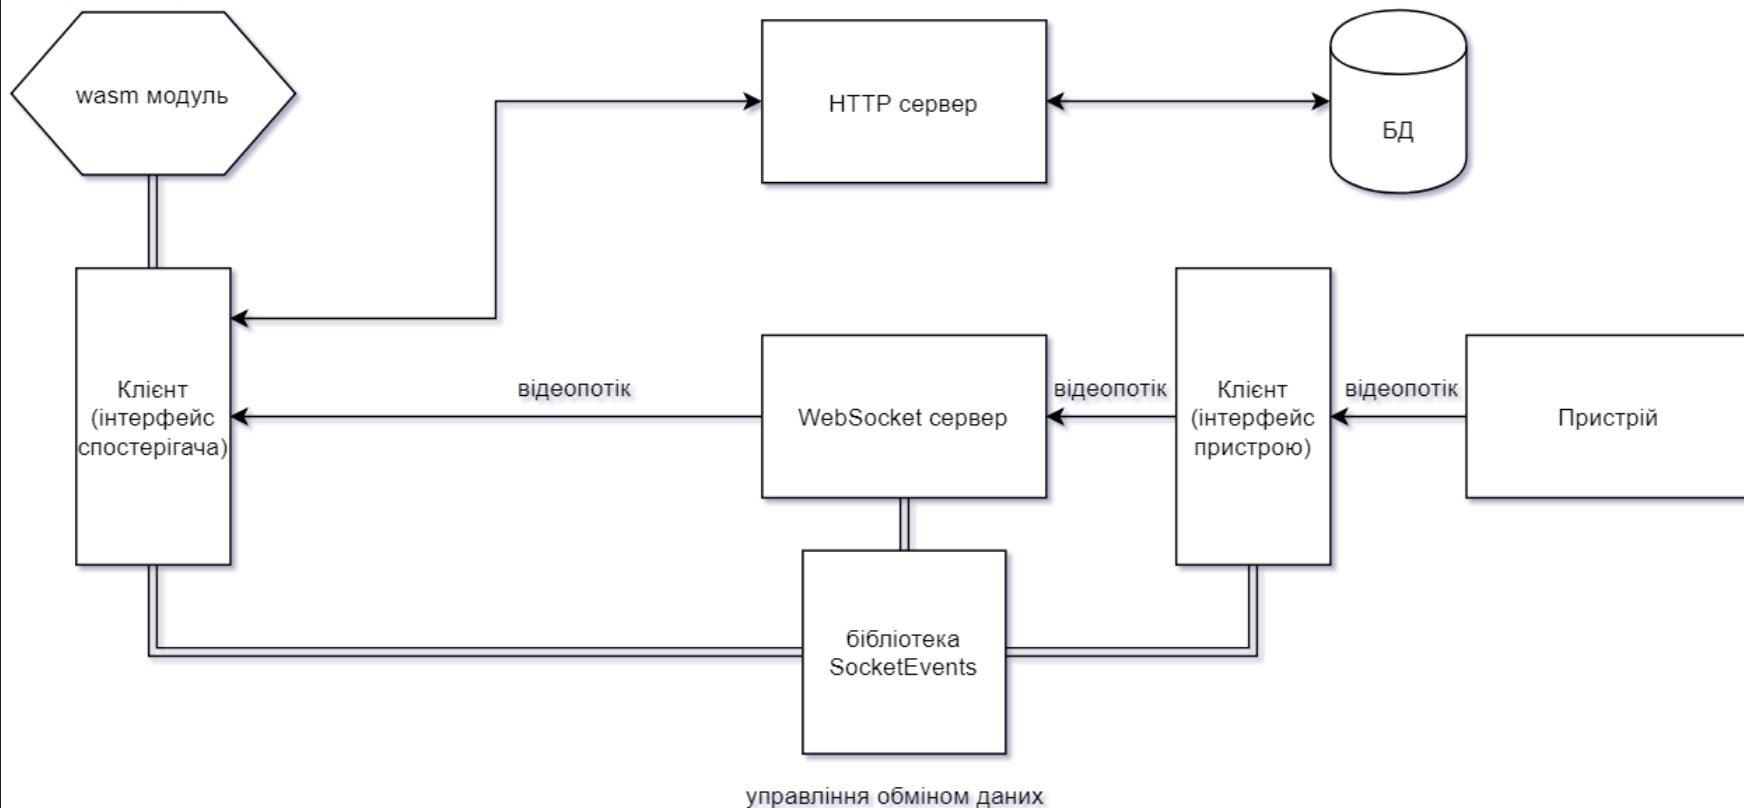 wasm модуль
HTTP сервер
БД
Клієнт
(інтерфейс
спостерігача)
відеопотік
WebSocket сервер
відеопотік
Клієнт
(інтерфейс
пристрою)
відеопотік
Пристрій
бібліотека
SocketEvents
управління обміном даних